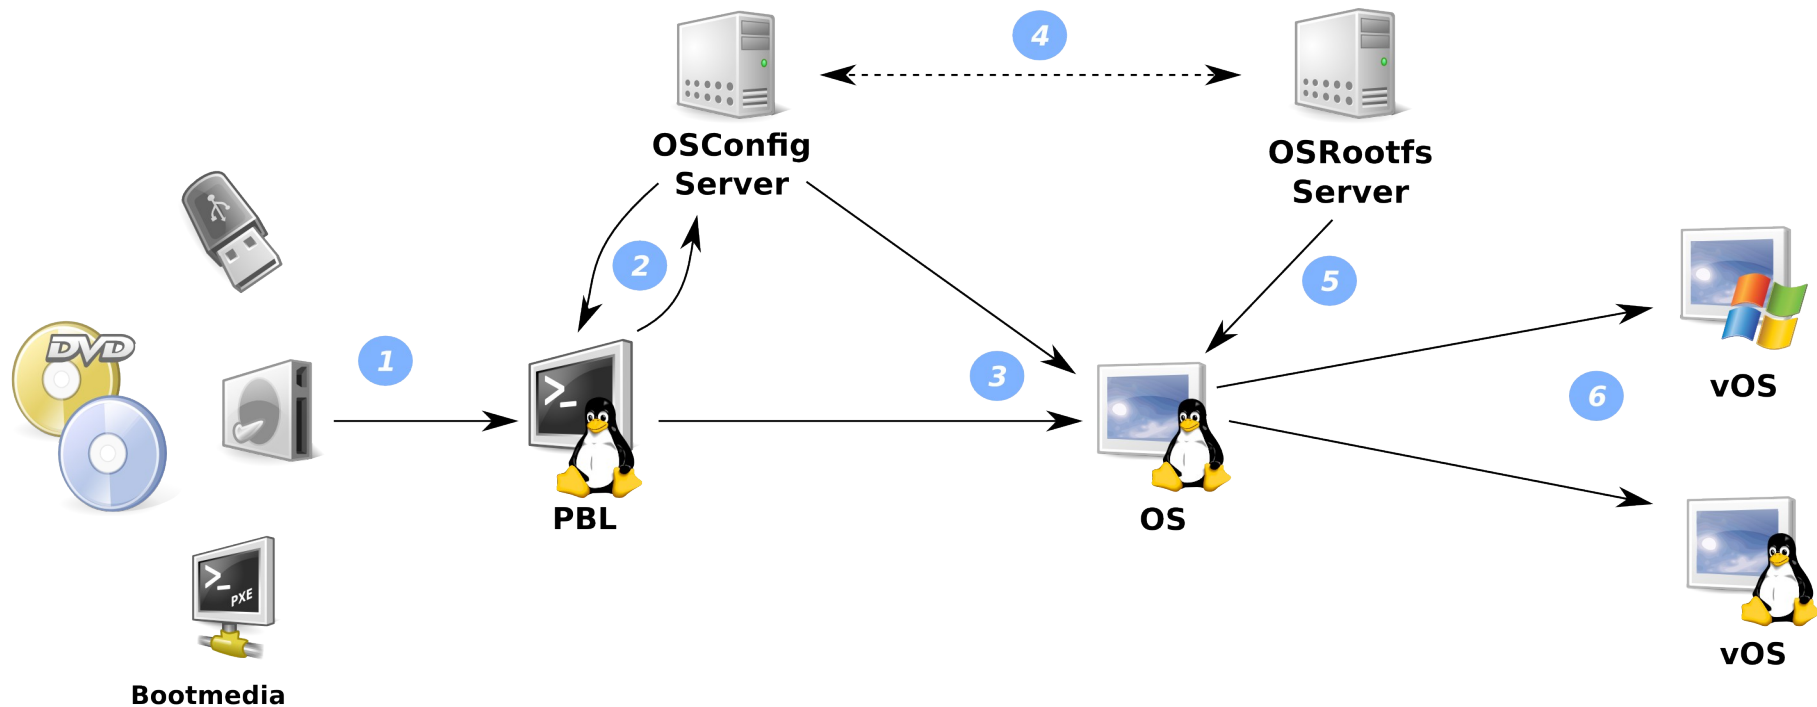 4
OSConfig
Server
OSRootfs
Server
2
5
DVD
1
3
6
>_
PBL
OS
vOS
>_
PXE
vOS
Bootmedia